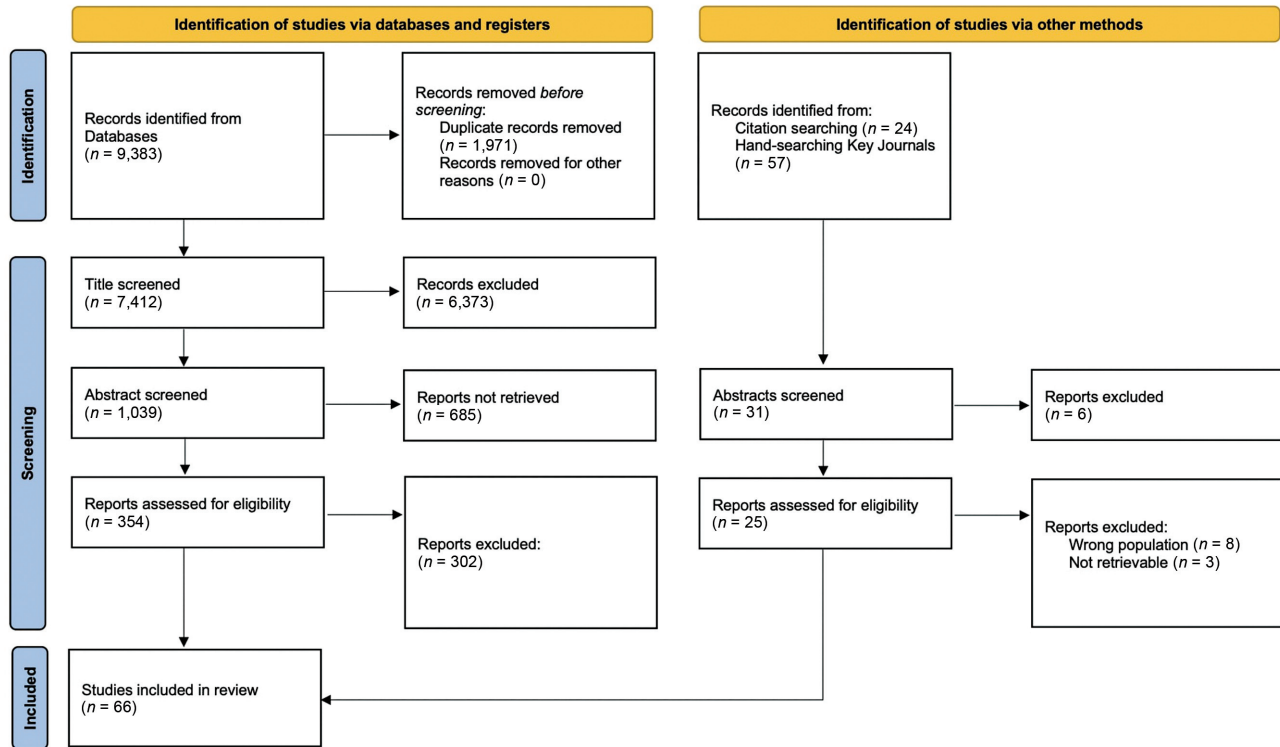 Identification of studies via databases and registers
Identification of studies via other methods
Identification
Records identified from
Databases
(n = 9,383)
Records removed before
screening:
Duplicate records removed
(n = 1,971)
Records removed for other
reasons (n = 0)
Records identified from:
Citation searching (n = 24)
Hand-searching Key Journals
(n = 57)
Screening
Title screened
(n = 7,412)
Records excluded
(n = 6,373)
Abstract screened
(n = 1,039)
Reports not retrieved
(n = 685)
Abstracts screened
(n = 31)
Reports excluded
(n = 6)
Reports assessed for eligibility
(n = 354)
Reports excluded:
(n = 302)
Reports assessed for eligibility
(n = 25)
Reports excluded:
Wrong population (n = 8)
Not retrievable (n = 3)
Included
Studies included in review
(n = 66)